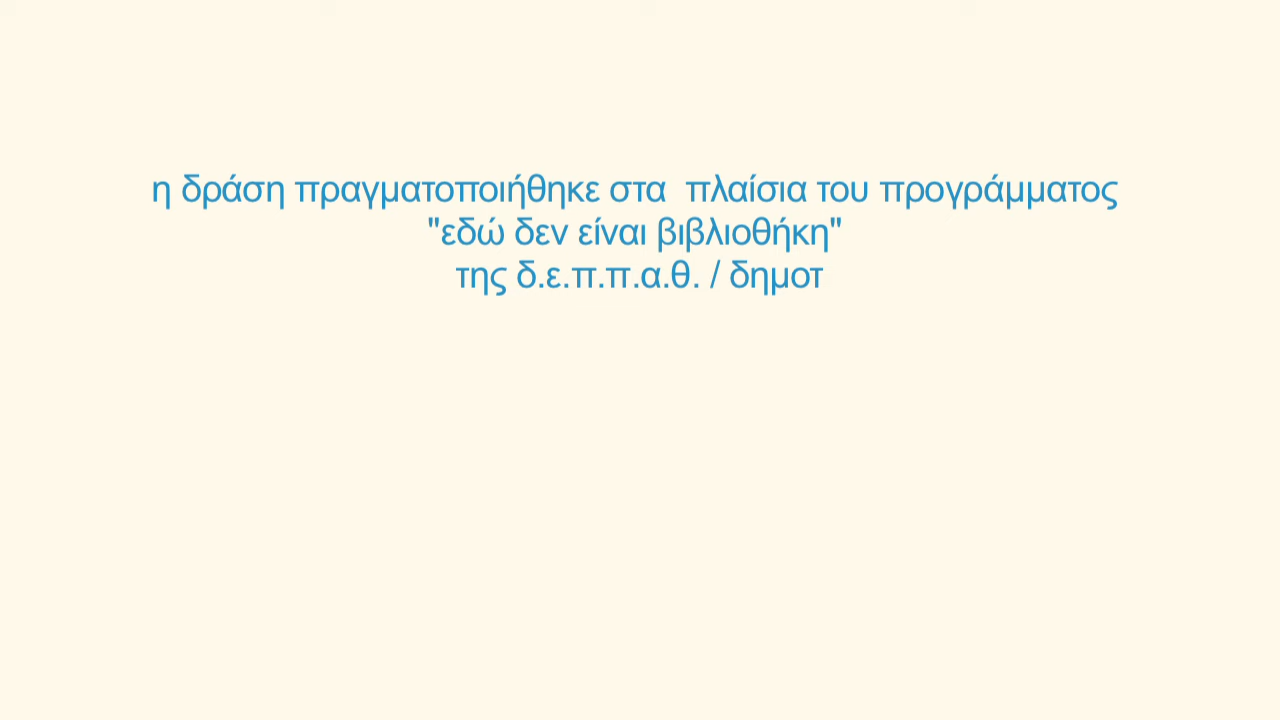 η δράση πραγματοποιήθηκε στα  πλαίσια του προγράμματος
"εδώ δεν είναι βιβλιοθήκη"
της δ.ε.π.π.α.θ. / δημοτ